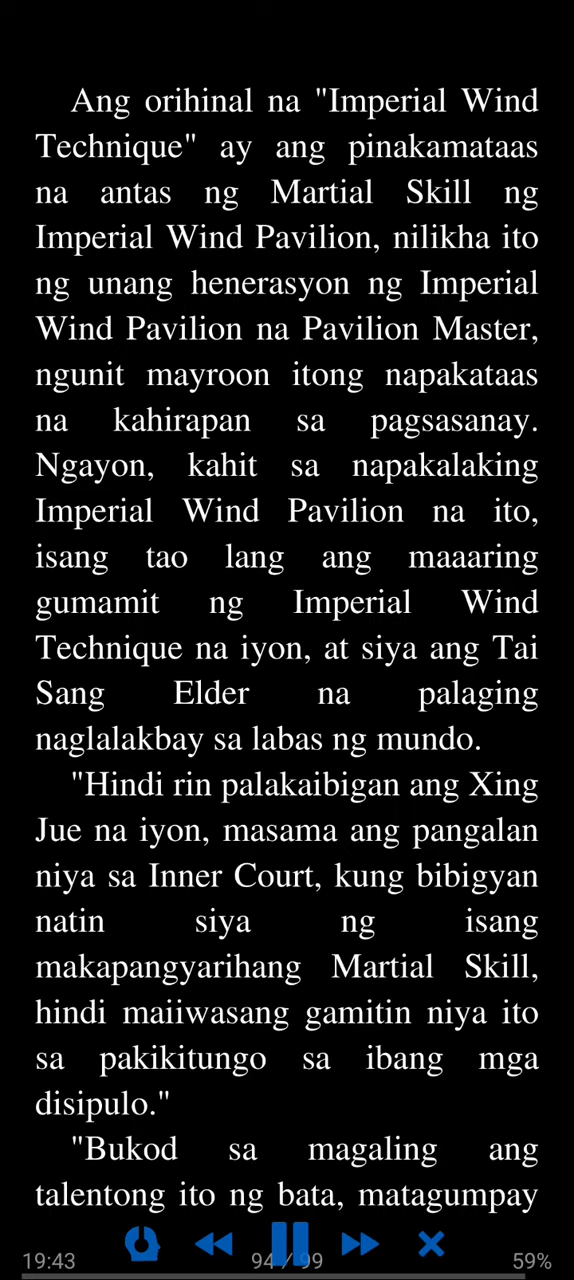 Ang orihinal na "Imperial Wind
Technique" ay ang pinakamataas
na antas ng Martial Skill ng
Imperial Wind Pavilion, nilikha ito
ng unang henerasyon ng Imperial
Wind Pavilion na Pavilion Master,
ngunit mayroon itong napakataas
na kahirapan sa pagsasanay.
Ngayon, kahit sa napakalaking
Imperial Wind Pavilion na ito,
isang tao lang ang maaaring
gumamit ng Imperial Wind
Technique na iyon, at siya ang Tai
Sang Elder na palaging
naglalakbay sa labas ng mundo.
"Hindi rin palakaibigan ang Xing
Jue na iyon, masama ang pangalan
niya sa Inner Court, kung bibigyan
natin siya ng isang
makapangyarihang Martial Skill,
hindi maiiwasang gamitin niya ito
sa pakikitungo sa ibang mga
disipulo."
"Bukod sa magaling ang
talentong ito ng bata, matagumpay
19:43 94 / 99 59%